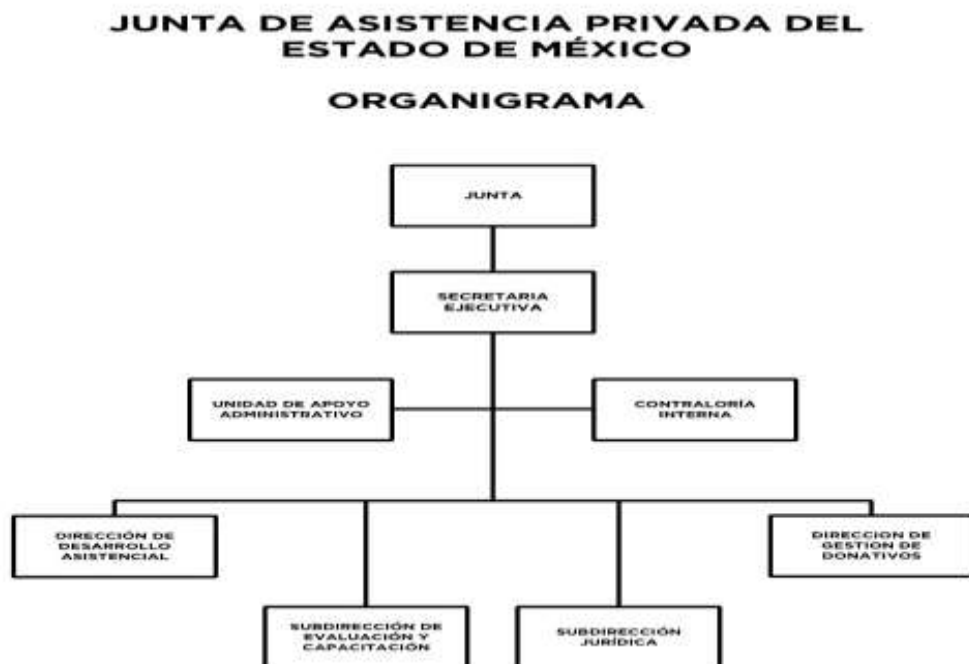 JUNTA DE ASISTENCIA PRIVADA DEL
ESTADO DE MÉXICO
ORGANIGRAMA
JUNTA
SECRETARIA
EJECUTIVA
UNIDAD DE APOYO
ADMINISTRATIVO
CONTRALORÍA
INTERNA
DIRECCIÓN DE
DESARROLLO
ASISTENCIAL
DIRECCION DE
GESTION DE
DONATIVOS
SUBDIRECCIÓN DE
EVALUACIÓN Y
CAPACITACIÓN
SUBDIRECCIÓN
JURÍDICA